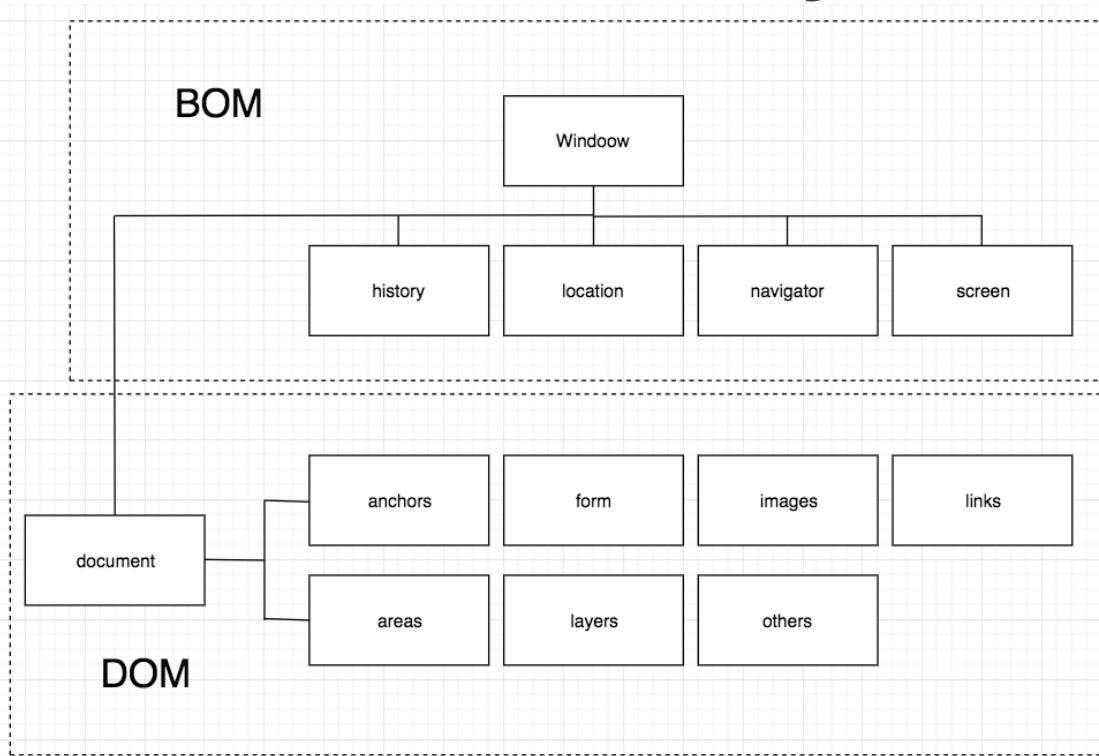 BOM
Windoow
history
location
navigator
screen
anchors
form
images
links
document
areas
layers
others
DOM